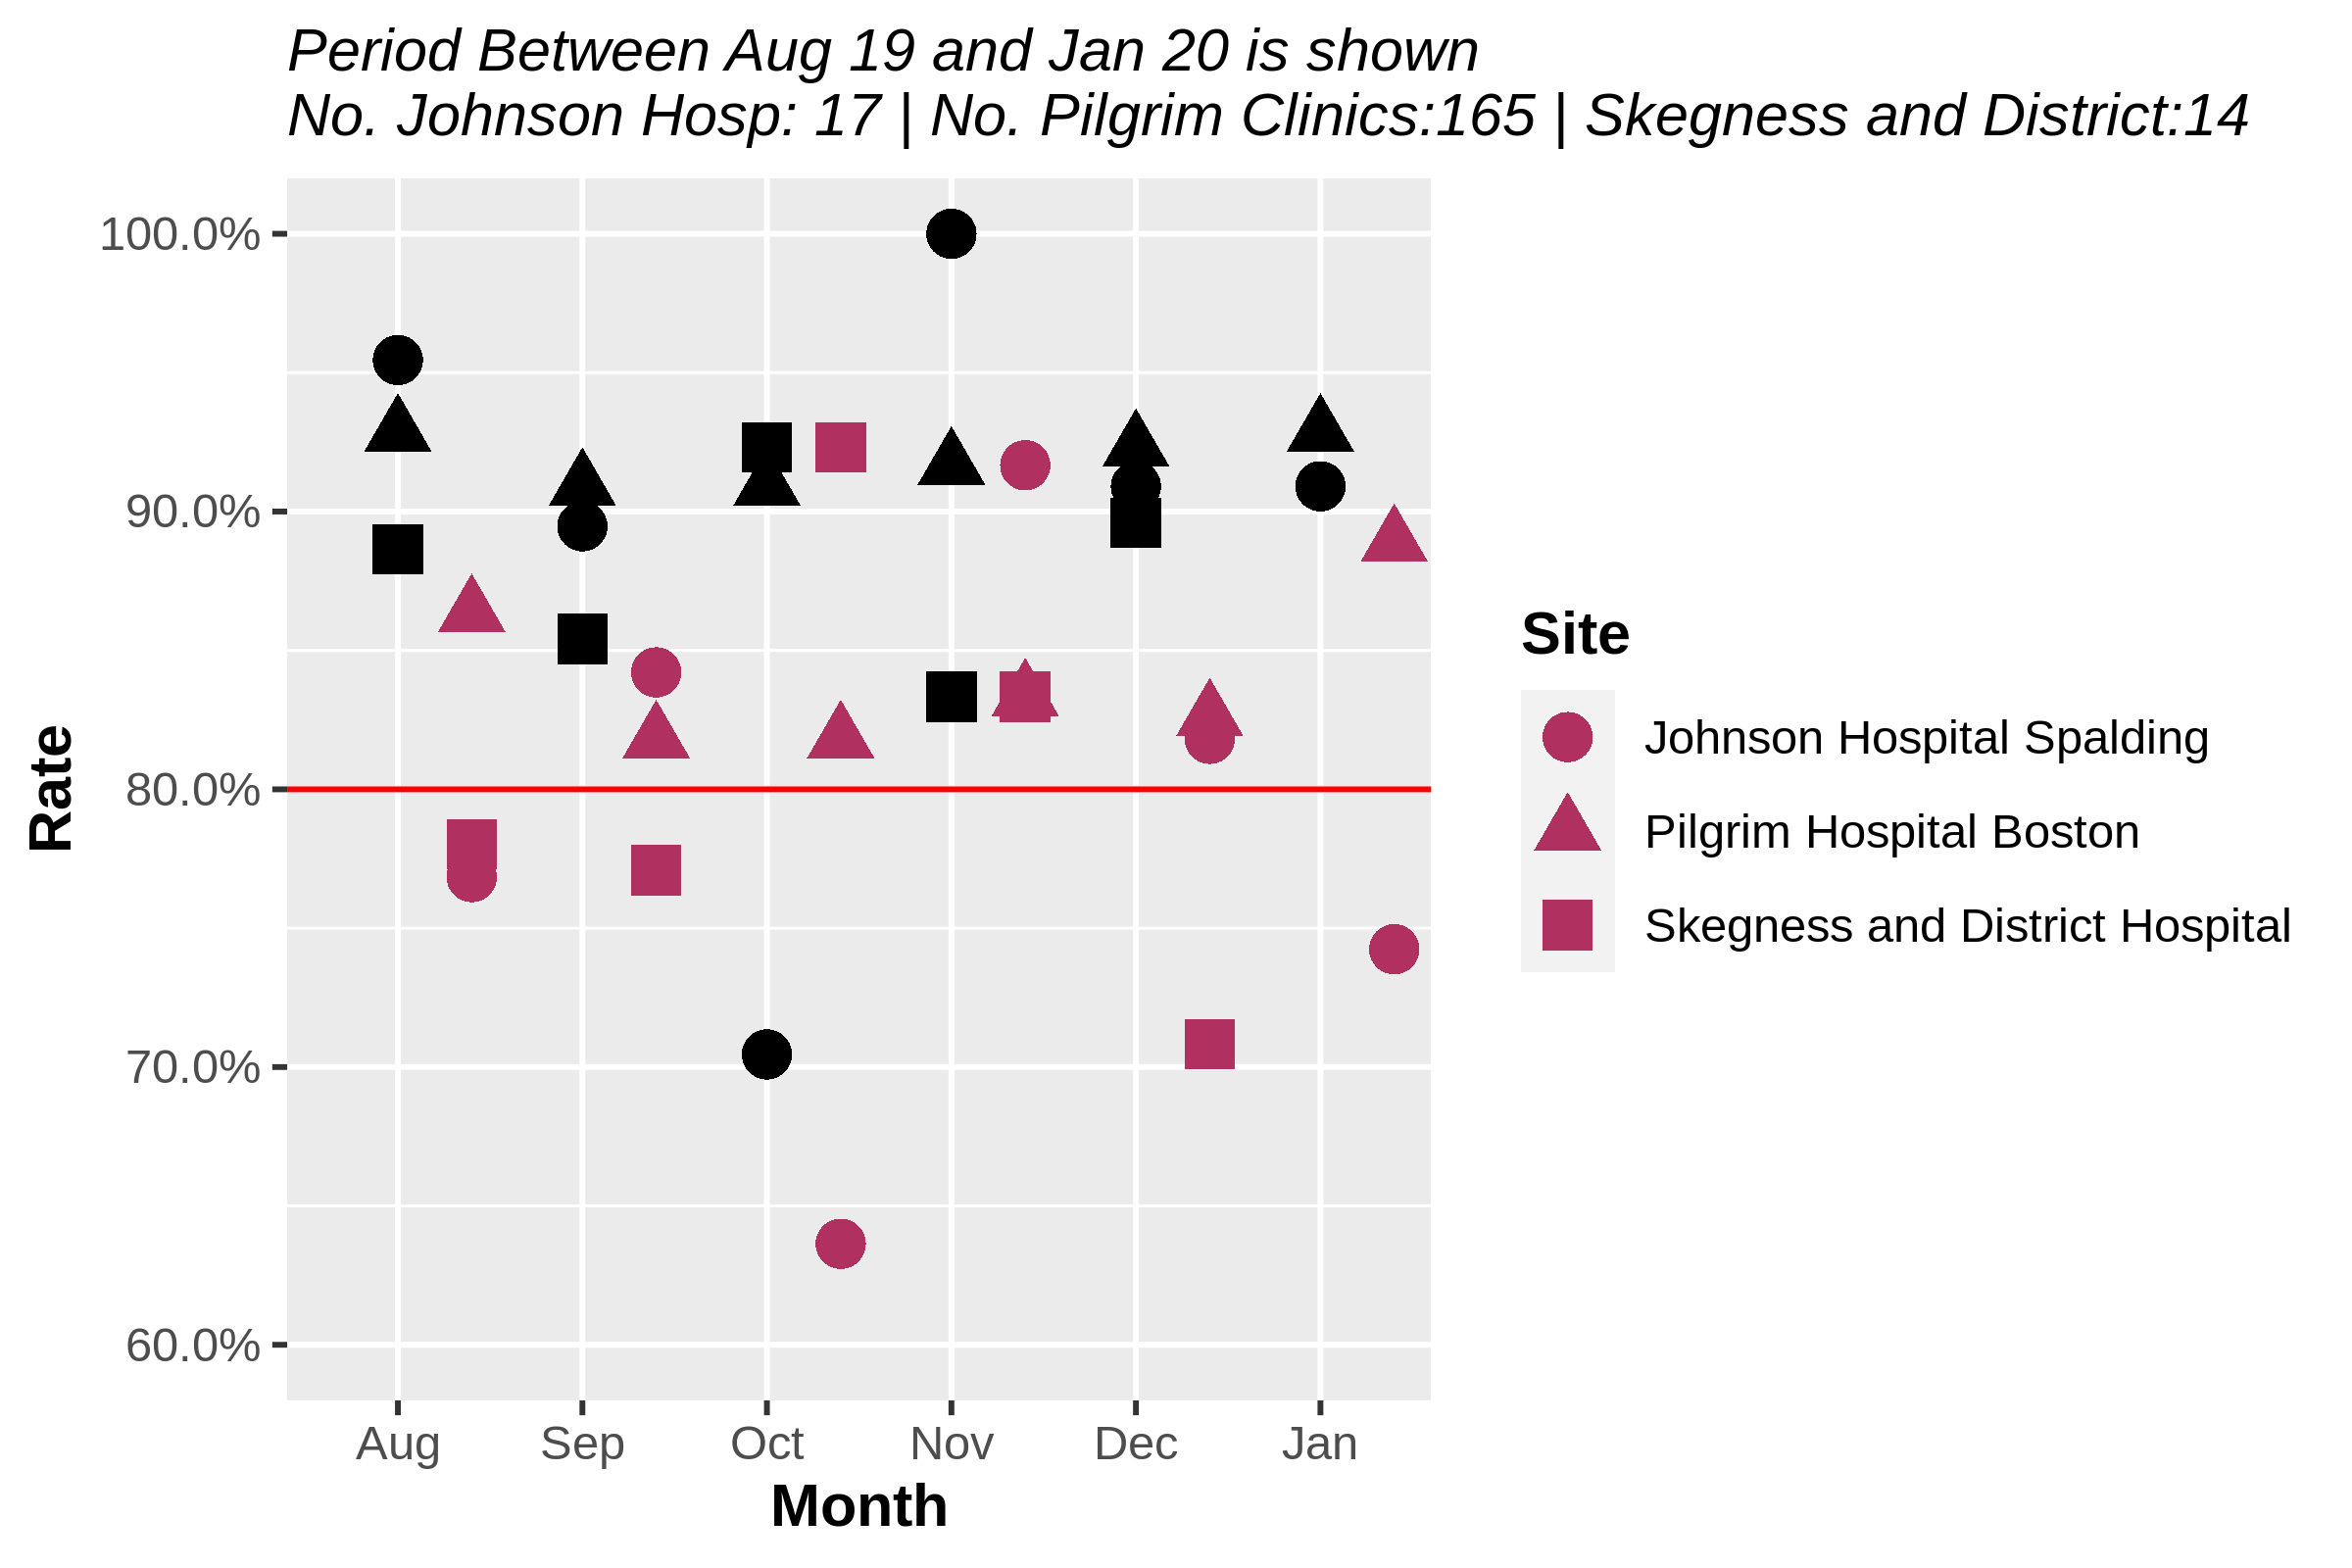 Period Between Aug 19 and Jan 20 is shown
No. Johnson Hosp: 17 | No. Pilgrim Clinics:165 | Skegness and District:14
100.0%
90.0%
80.0%
70.0%
60.0%
Rate
Aug Sep Oct Nov Dec Jan
Month
Site
Johnson Hospital Spalding
Pilgrim Hospital Boston
Skegness and District Hospital